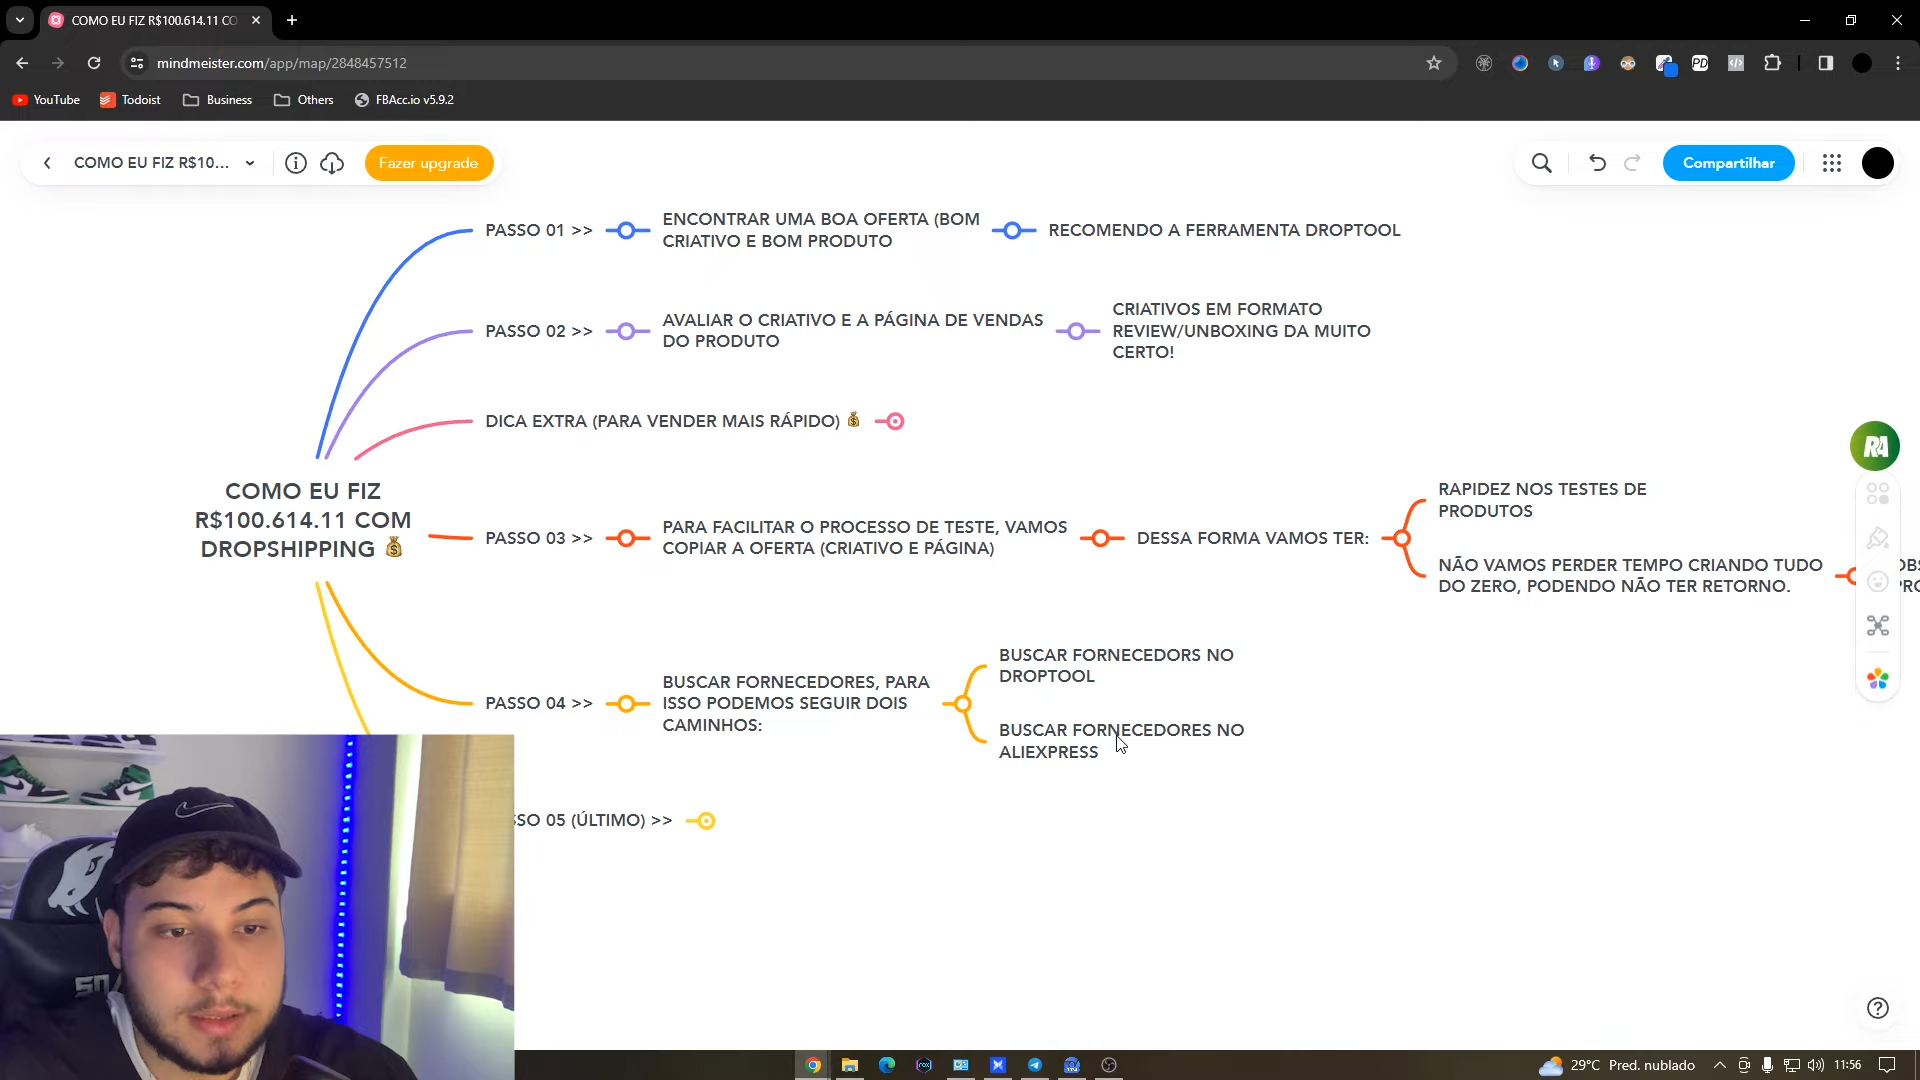 COMO EU FIZ R$100.614.11 CO
mindmeister.com/app/map/2848457512
YouTube
Todoist
Business
Others
FBAcc.io v5.9.2
COMO EU FIZ R$10...
Fazer upgrade
Compartilhar
PASSO 01 >>
ENCONTRAR UMA BOA OFERTA (BOM
CRIATIVO E BOM PRODUTO
RECOMENDO A FERRAMENTA DROPTOOL
PASSO 02 >>
AVALIAR O CRIATIVO E A PÁGINA DE VENDAS
DO PRODUTO
CRIATIVOS EM FORMATO
REVIEW/UNBOXING DA MUITO
CERTO!
DICA EXTRA (PARA VENDER MAIS RÁPIDO) 💰
COMO EU FIZ
R$100.614.11 COM
DROPSHIPPING 💰
PASSO 03 >>
PARA FACILITAR O PROCESSO DE TESTE, VAMOS
COPIAR A OFERTA (CRIATIVO E PÁGINA)
DESSA FORMA VAMOS TER:
RAPIDEZ NOS TESTES DE
PRODUTOS
NÃO VAMOS PERDER TEMPO CRIANDO TUDO
DO ZERO, PODENDO NÃO TER RETORNO.
RA
PASSO 04 >>
BUSCAR FORNECEDORES, PARA
ISSO PODEMOS SEGUIR DOIS
CAMINHOS:
BUSCAR FORNECEDORS NO
DROPTOOL
BUSCAR FORNECEDORES NO
ALIEXPRESS
SSO 05 (ÚLTIMO) >>
29°C Pred. nublado
11:56